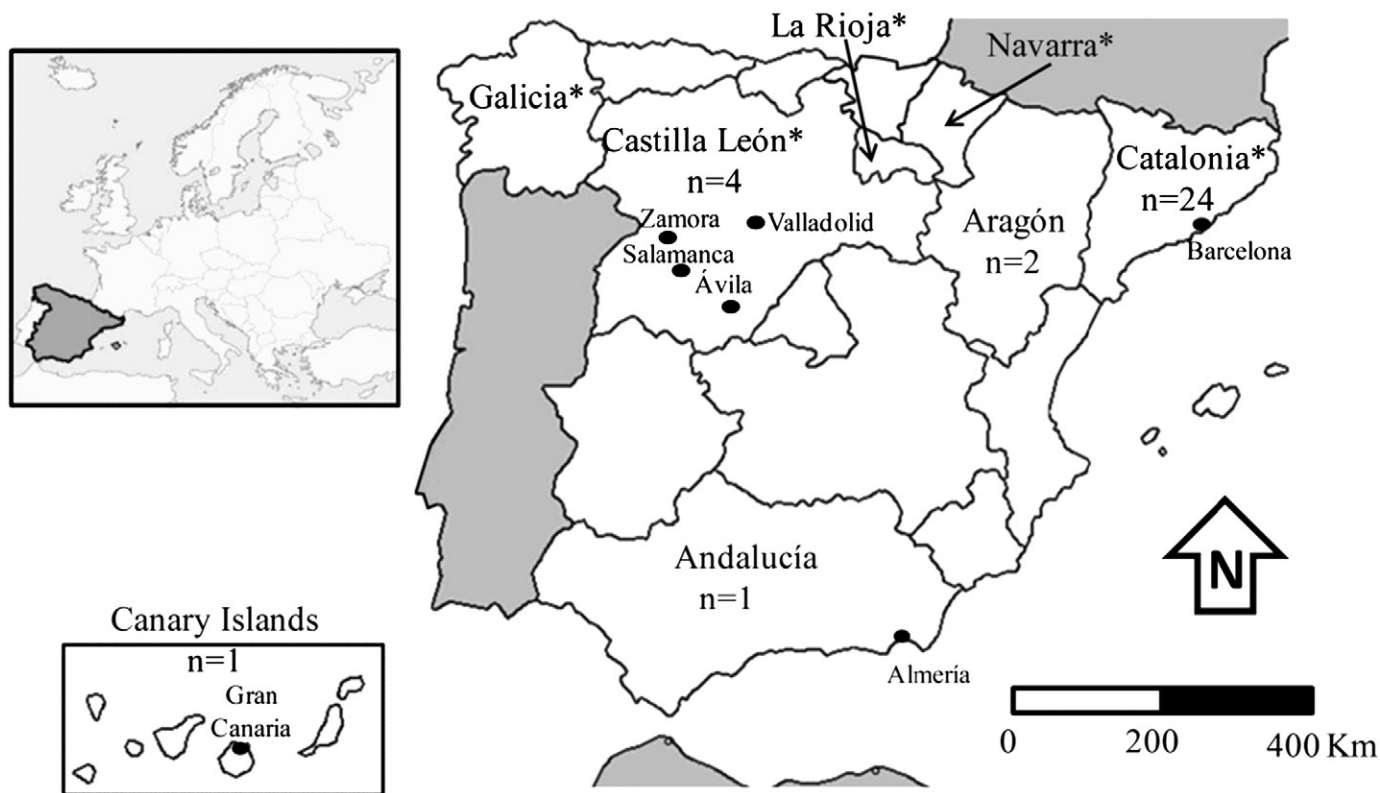 La Rioja*
Navarra*
Galicia*
Castilla León*
n=4
Catalonia*
n=24
Zamora
Valladolid
Aragón
n=2
Barcelona
Salamanca
Ávila
N
Andalucía
n=1
Almería
Canary Islands
n=1
Gran
Canaria
0 200 400 Km